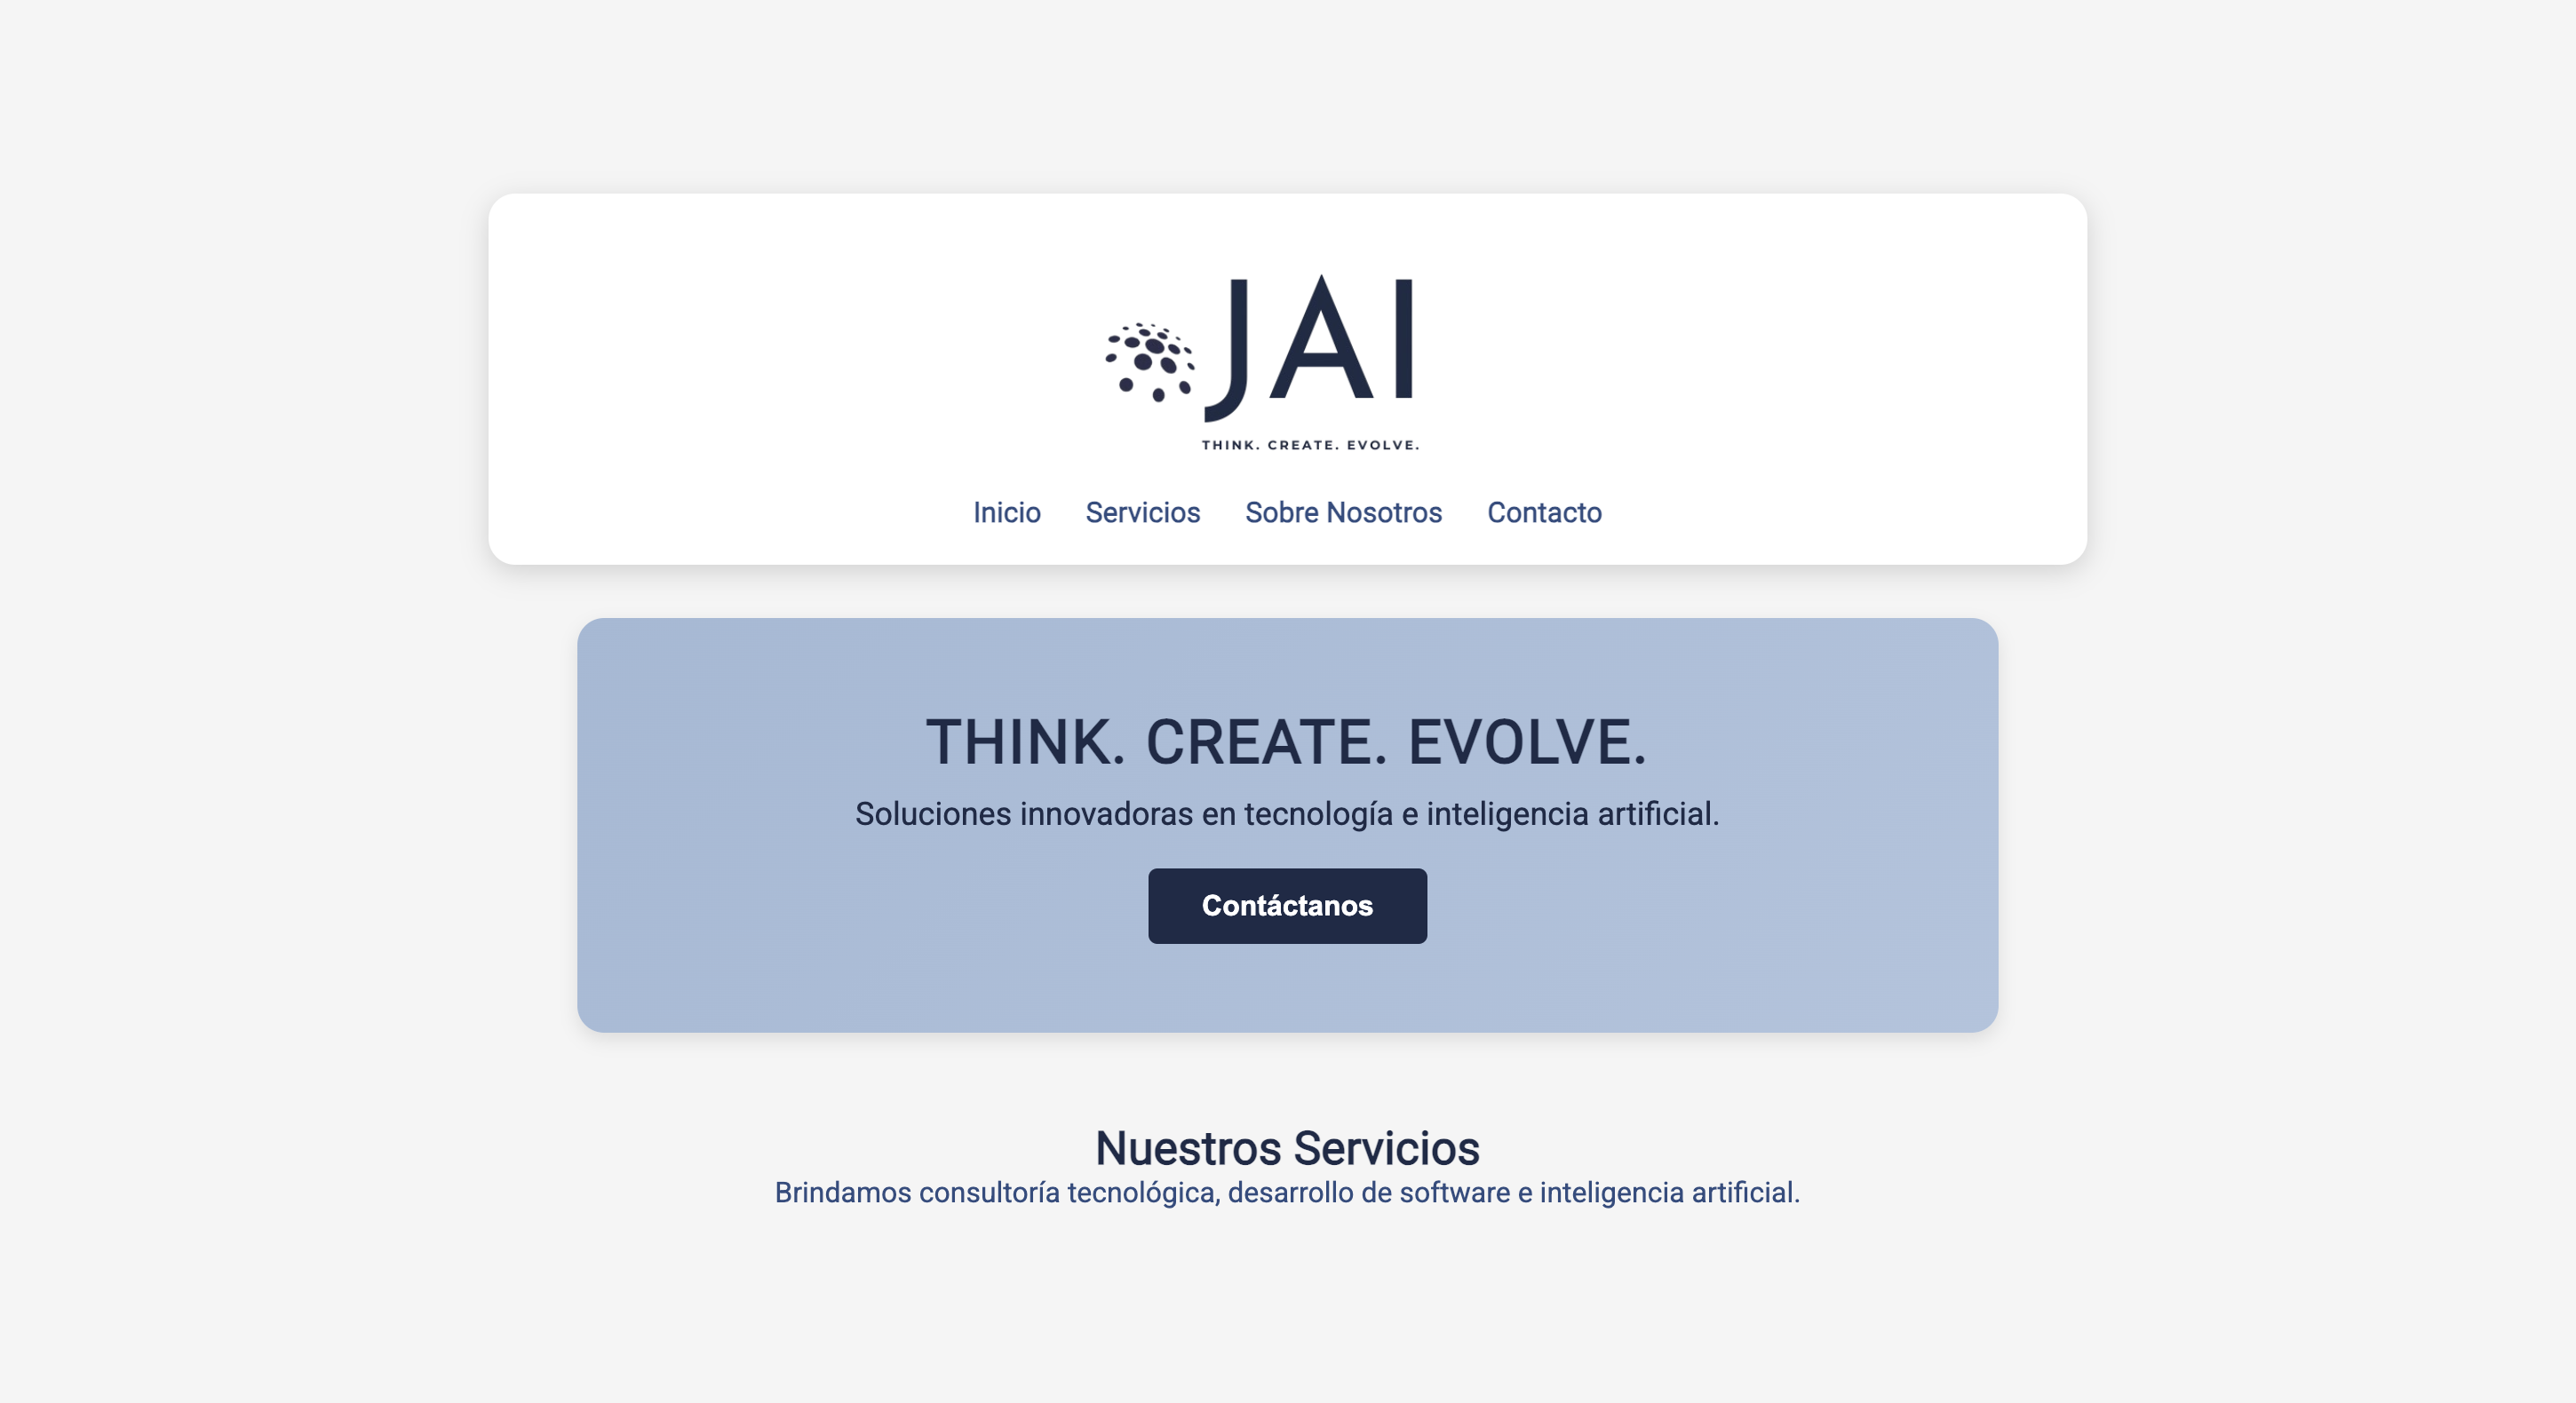 JAI
THINK. CREATE. EVOLVE.
Inicio Servicios Sobre Nosotros Contacto
THINK. CREATE. EVOLVE.
Soluciones innovadoras en tecnología e inteligencia artificial.
Contáctanos
Nuestros Servicios
Brindamos consultoría tecnológica, desarrollo de software e inteligencia artificial.